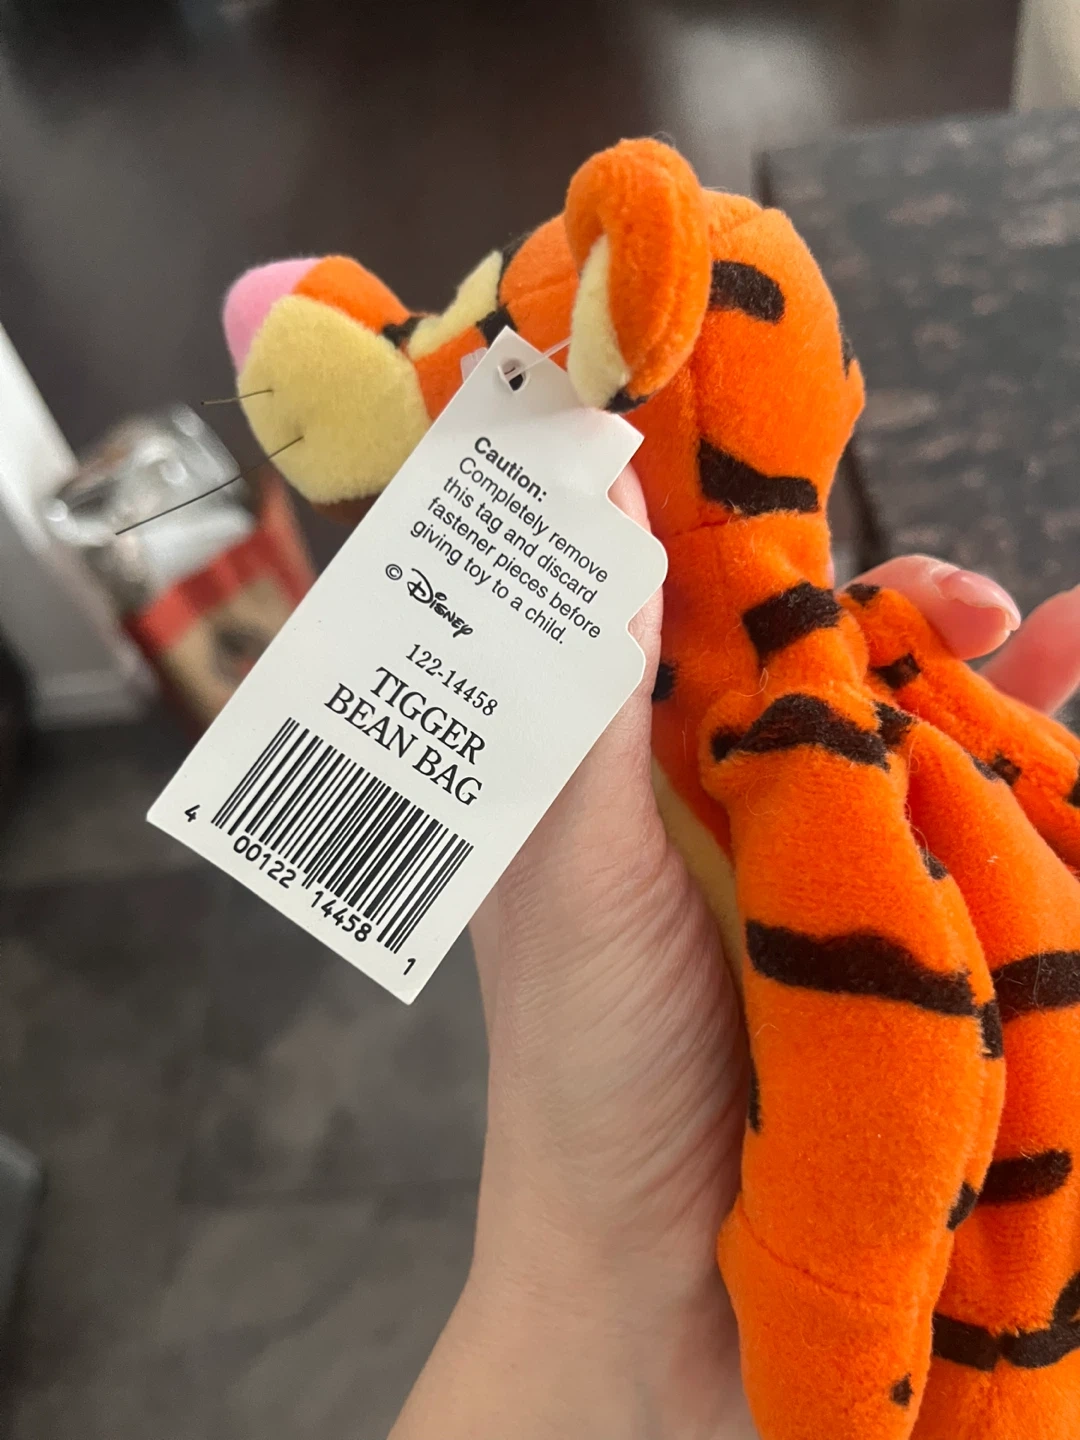 Caution:
Completely remove
this tag and discard
fastener pieces before
giving toy to a child.
© Disney
122-14458
TIGGER
BEAN BAG
4 00122 14458 1